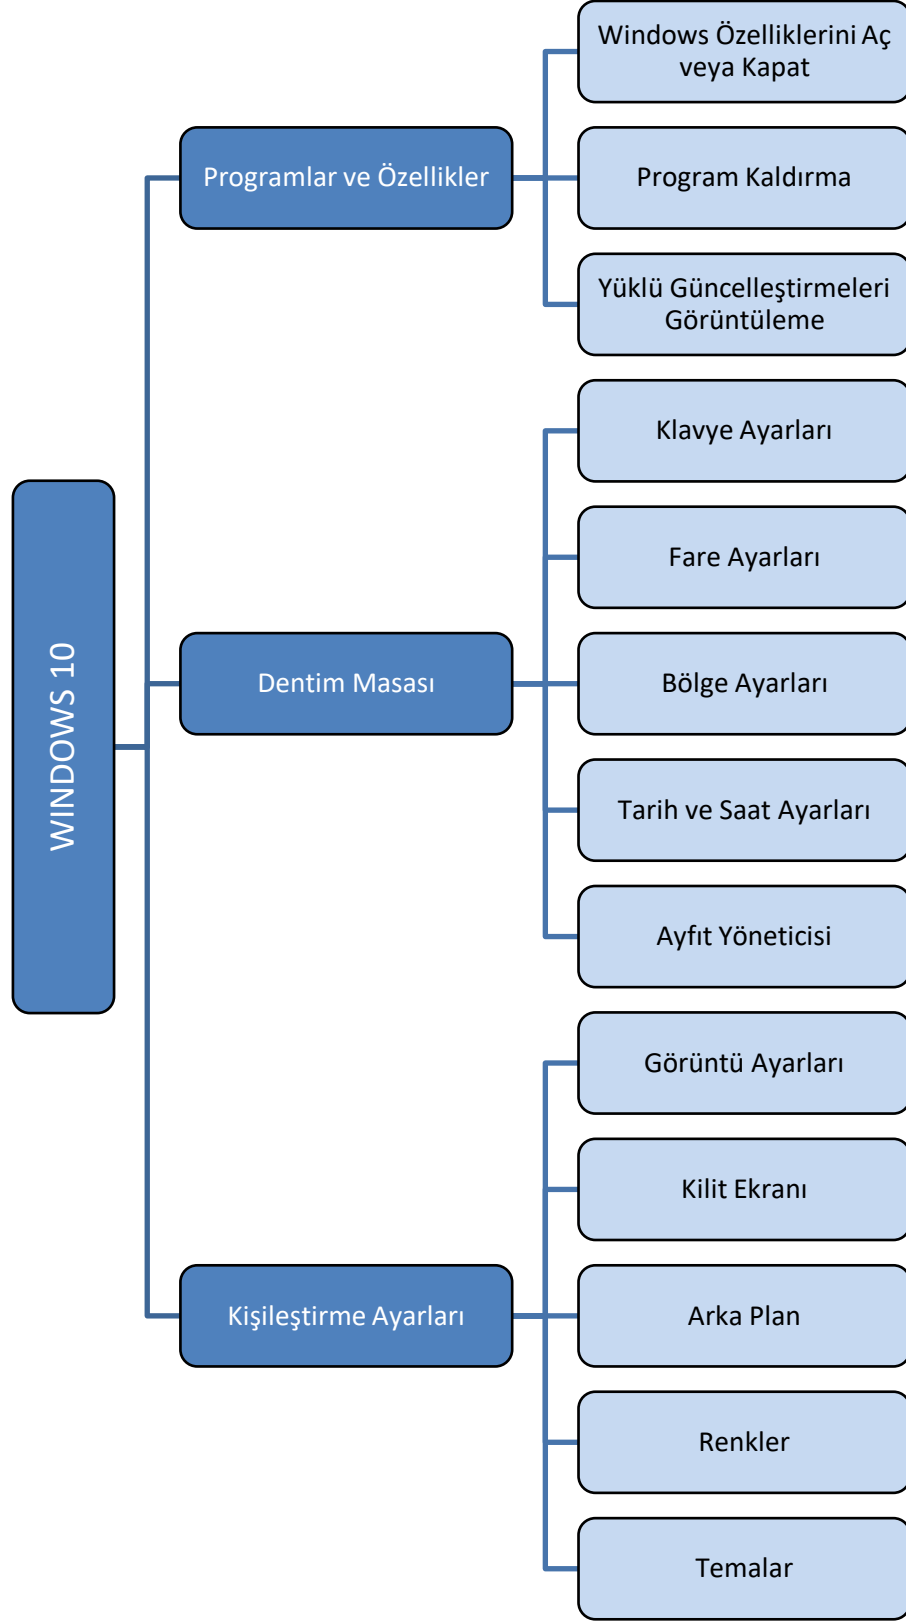 WINDOWS 10
Programlar ve Özellikler
Windows Özelliklerini Aç
veya Kapat
Program Kaldırma
Yüklü Güncelleştirmeleri
Görüntüleme
Dentim Masası
Klavye Ayarları
Fare Ayarları
Bölge Ayarları
Tarih ve Saat Ayarları
Ayfıt Yöneticisi
Kişileştirme Ayarları
Görüntü Ayarları
Kilit Ekranı
Arka Plan
Renkler
Temalar